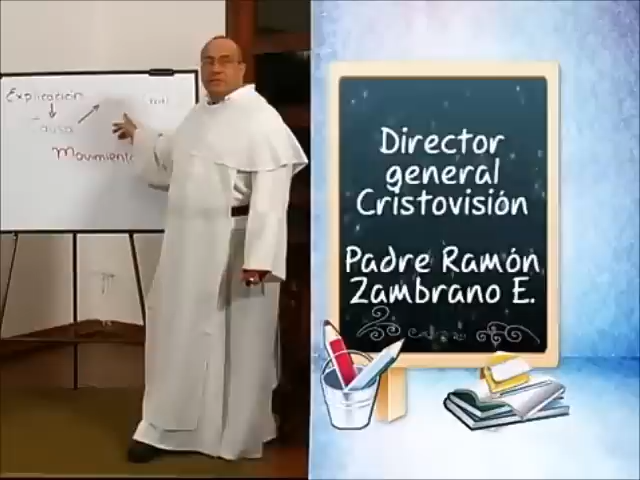 Explicación
Causa
Movimiento
Director
general
Cristovisión
Padre Ramón
Zambrano E.